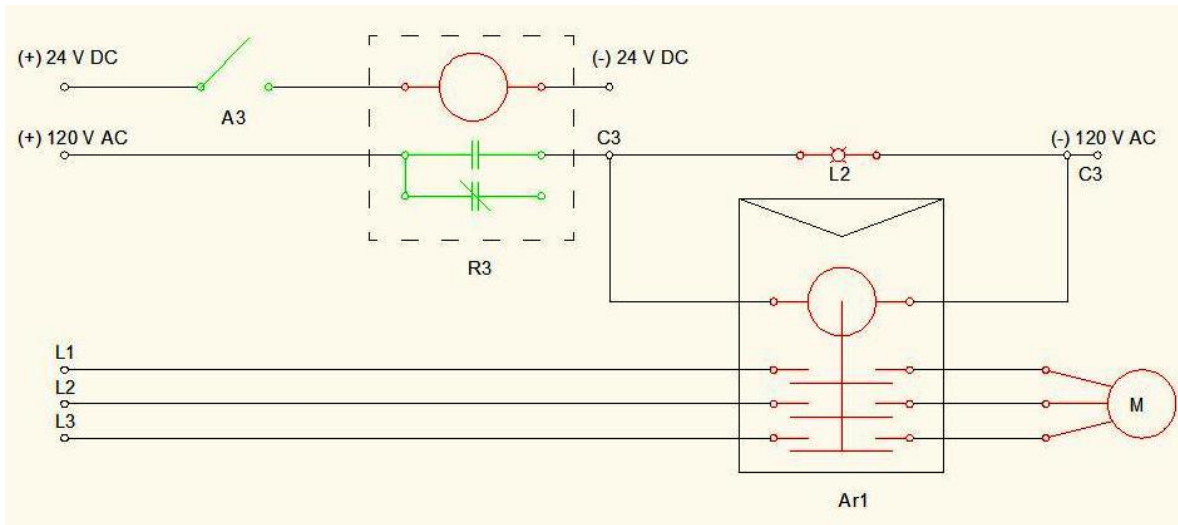 (+) 24 V DC
(-) 24 V DC
A3
(+) 120 V AC
C3
(-) 120 V AC
L2
C3
R3
L1
L2
L3
M
Ar1